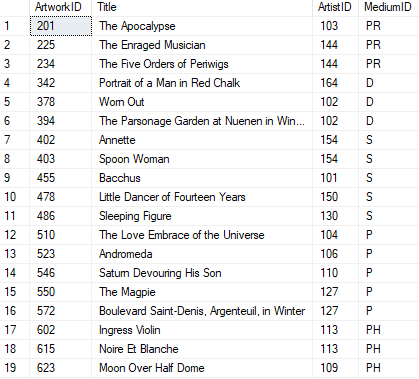 ArtworkID Title ArtistID MediumID
1 201 The Apocalypse 103 PR
2 225 The Enraged Musician 144 PR
3 234 The Five Orders of Periwigs 144 PR
4 342 Portrait of a Man in Red Chalk 164 D
5 378 Worn Out 102 D
6 394 The Parsonage Garden at Nuenen in Win... 102 D
7 402 Annette 154 S
8 403 Spoon Woman 154 S
9 455 Bacchus 101 S
10 478 Little Dancer of Fourteen Years 150 S
11 486 Sleeping Figure 130 S
12 510 The Love Embrace of the Universe 104 P
13 523 Andromeda 106 P
14 546 Saturn Devouring His Son 110 P
15 550 The Magpie 127 P
16 572 Boulevard Saint-Denis, Argenteuil, in Winter 127 P
17 602 Ingress Violin 113 PH
18 615 Noire Et Blanche 113 PH
19 623 Moon Over Half Dome 109 PH